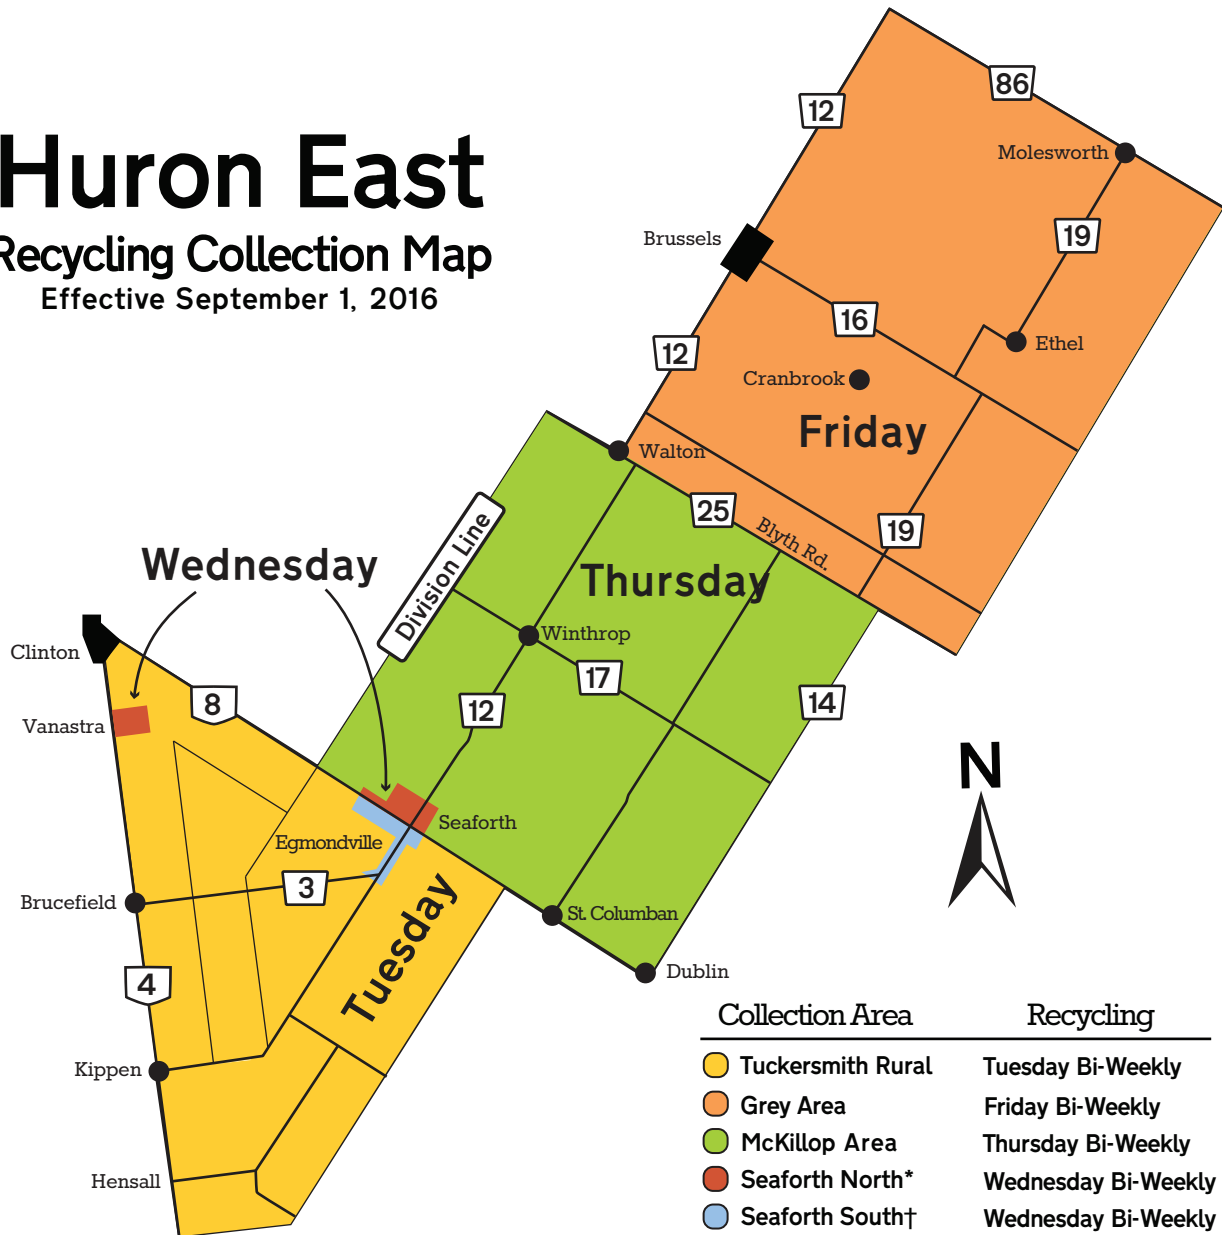 Huron East
Recycling Collection Map
Effective September 1, 2016
86
12
Molesworth
19
Brussels
16
12
Ethel
Cranbrook
Friday
Walton
25
Blyth Rd.
19
Division Line
Wednesday
Thursday
Winthrop
Clinton
17
8
12
14
Vanastra
N
Seaforth
Egmondville
3
Brucefield
Tuesday
St. Columban
Dublin
4
Kippen
Hensall
Collection Area Recycling
Tuckersmith Rural Tuesday Bi-Weekly
Grey Area Friday Bi-Weekly
McKillop Area Thursday Bi-Weekly
Seaforth North* Wednesday Bi-Weekly
Seaforth South† Wednesday Bi-Weekly